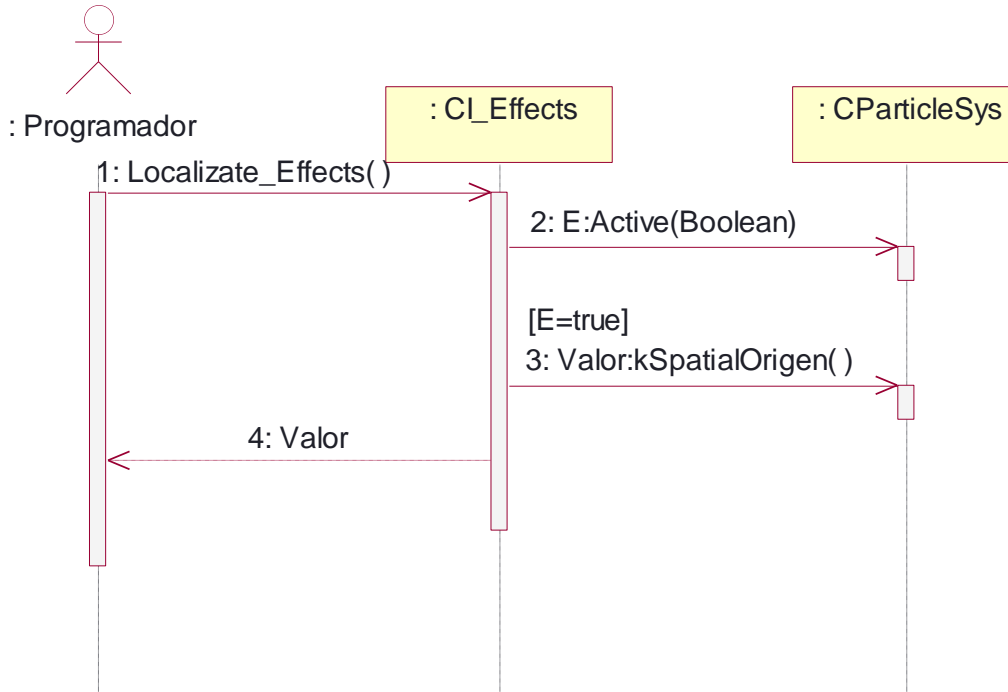 : Programador
: CI_Effects
: CParticleSys
1: Localizate_Effects( )
2: E:Active(Boolean)
[E=true]
3: Valor:kSpatialOrigen( )
4: Valor